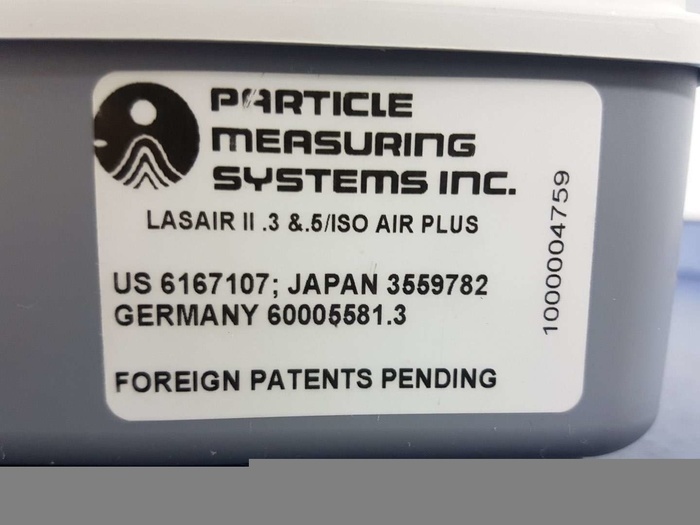 PARTICLE
MEASURING
SYSTEMS INC.
LASAIR II .3 &.5/ISO AIR PLUS
US 6167107; JAPAN 3559782
GERMANY 60005581.3
FOREIGN PATENTS PENDING
1000004759